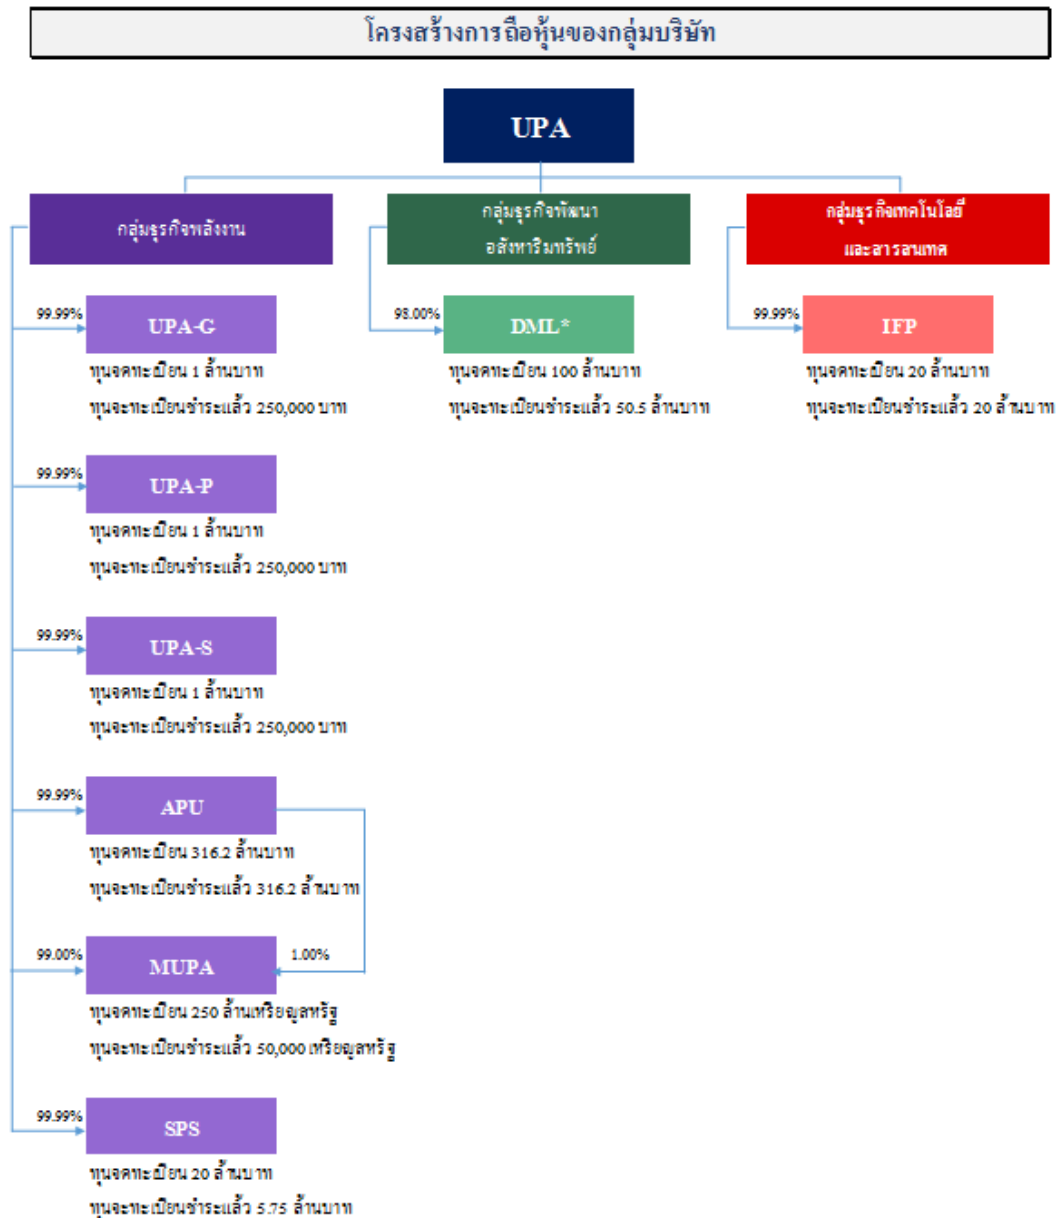 โครงสร้างการถือหุ้นของกลุ่มบริษัท
UPA
กลุ่มธุรกิจพลังงาน
กลุ่มธุรกิจพัฒนา
อสังหาริมทรัพย์
กลุ่มธุรกิจเทคโนโลยี
และสารสนเทศ
99.99%
UPA-G
ทุนจดทะเบียน 1 ล้านบาท
ทุนจะทะเบียนชำระแล้ว 250,000 บาท
98.00%
DML*
ทุนจดทะเบียน 100 ล้านบาท
ทุนจะทะเบียนชำระแล้ว 50.5 ล้านบาท
99.99%
IFP
ทุนจดทะเบียน 20 ล้านบาท
ทุนจะทะเบียนชำระแล้ว 20 ล้านบาท
99.99%
UPA-P
ทุนจดทะเบียน 1 ล้านบาท
ทุนจะทะเบียนชำระแล้ว 250,000 บาท
99.99%
UPA-S
ทุนจดทะเบียน 1 ล้านบาท
ทุนจะทะเบียนชำระแล้ว 250,000 บาท
99.99%
APU
ทุนจดทะเบียน 316.2 ล้านบาท
ทุนจะทะเบียนชำระแล้ว 316.2 ล้านบาท
99.00%
MUPA
1.00%
ทุนจดทะเบียน 250 ล้านเหรียญสหรัฐ
ทุนจะทะเบียนชำระแล้ว 50,000 เหรียญสหรัฐ
99.99%
SPS
ทุนจดทะเบียน 20 ล้านบาท
ทุนจะทะเบียนชำระแล้ว 5.75 ล้านบาท